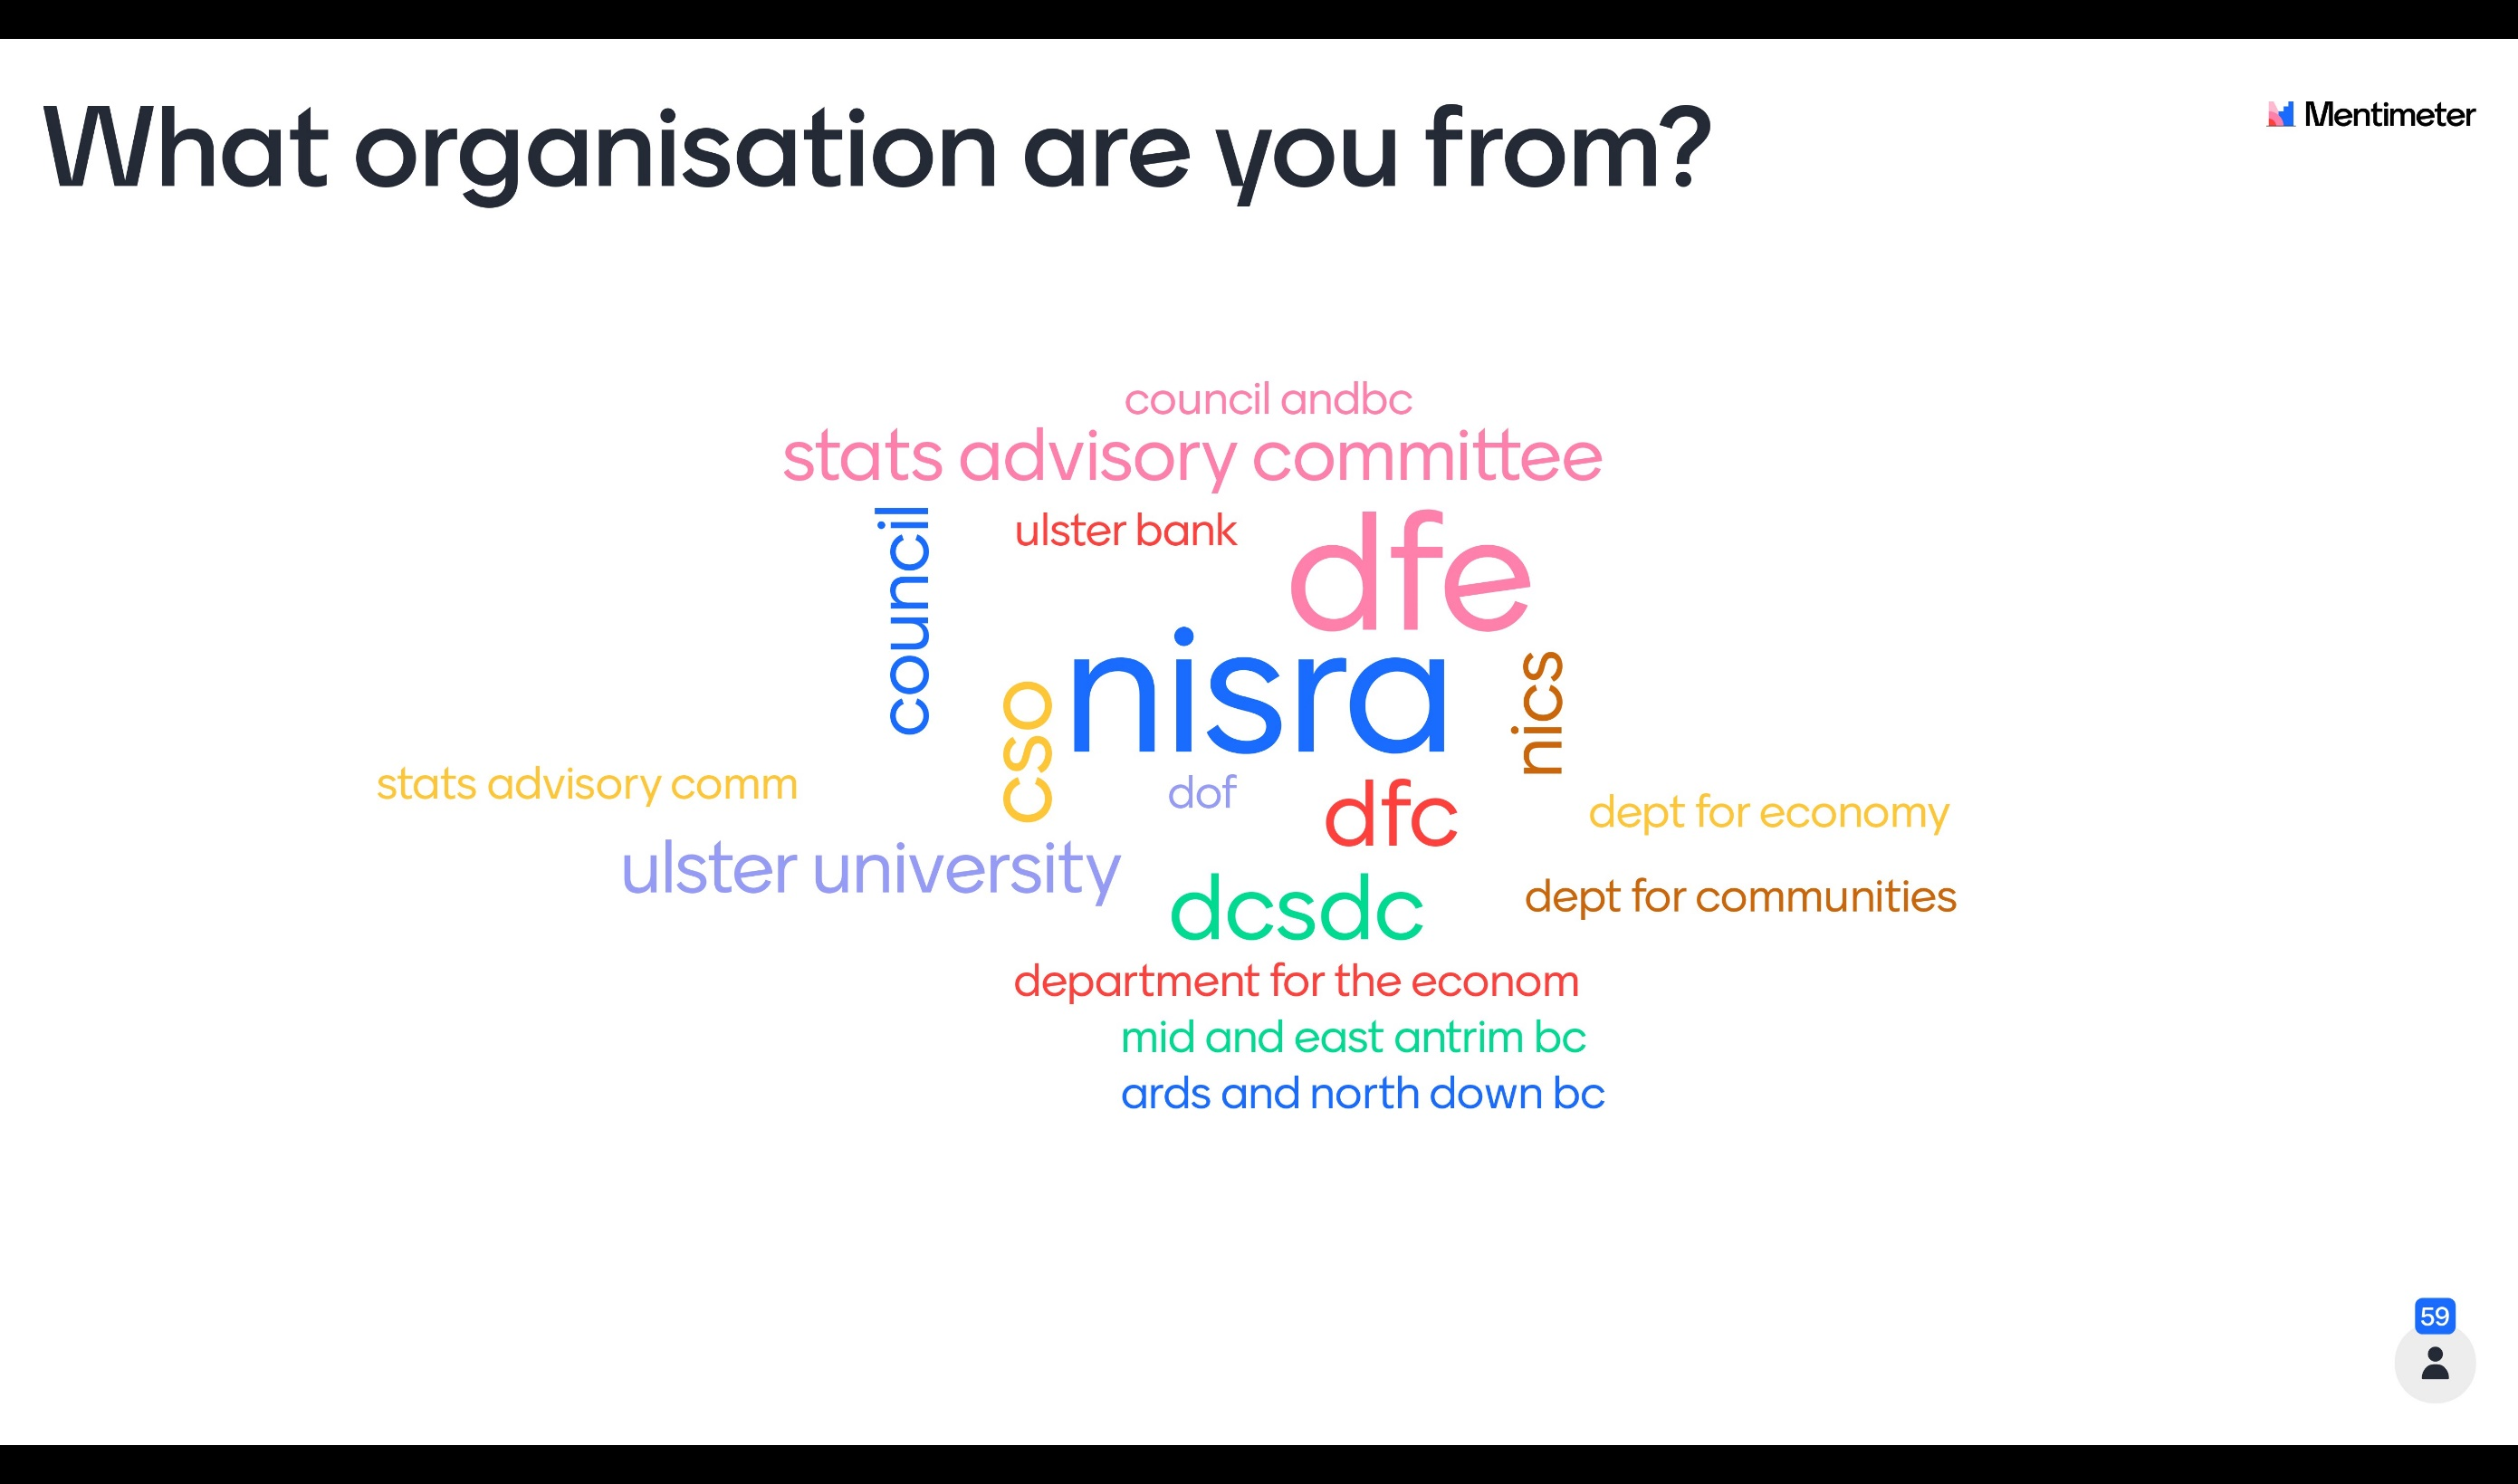 What organisation are you from?
Mentimeter
council andbc
stats advisory committee
council
ulster bank
dfe
nisra
cso
nics
stats advisory comm
dof
dfc
dept for economy
ulster university
dcsdc
dept for communities
department for the econom
mid and east antrim bc
ards and north down bc
59